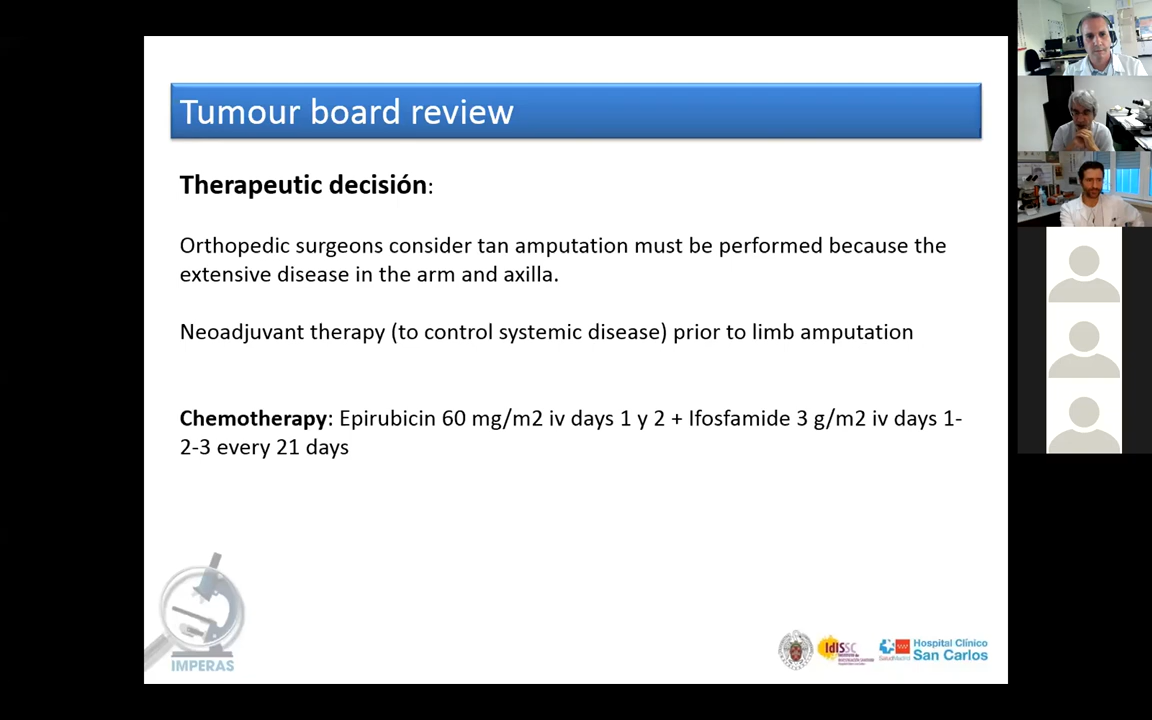 Tumour board review
Therapeutic decisión:
Orthopedic surgeons consider tan amputation must be performed because the
extensive disease in the arm and axilla.
Neoadjuvant therapy (to control systemic disease) prior to limb amputation
Chemotherapy: Epirubicin 60 mg/m2 iv days 1 y 2 + Ifosfamide 3 g/m2 iv days 1-
2-3 every 21 days
IMPERAS
IdISSC
SaludMadrid
Hospital Clínico
San Carlos